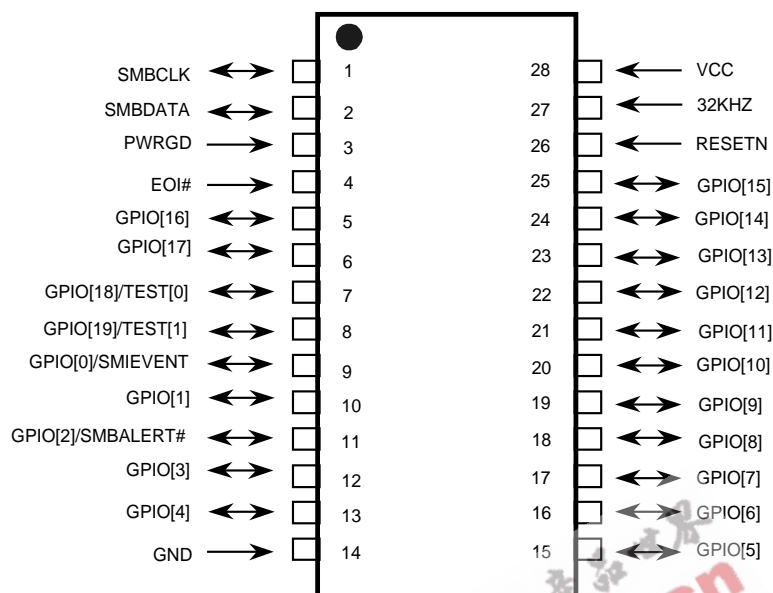 SMBCLK 1 28 VCC
SMBDATA 2 27 32KHZ
PWRGD 3 26 RESETN
EOI# 4 25 GPIO[15]
GPIO[16] 5 24 GPIO[14]
GPIO[17] 6 23 GPIO[13]
GPIO[18]/TEST[0] 7 22 GPIO[12]
GPIO[19]/TEST[1] 8 21 GPIO[11]
GPIO[0]/SMIEVENT 9 20 GPIO[10]
GPIO[1] 10 19 GPIO[9]
GPIO[2]/SMBALERT# 11 18 GPIO[8]
GPIO[3] 12 17 GPIO[7]
GPIO[4] 13 16 GPIO[6]
GND 14 15 GPIO[5]